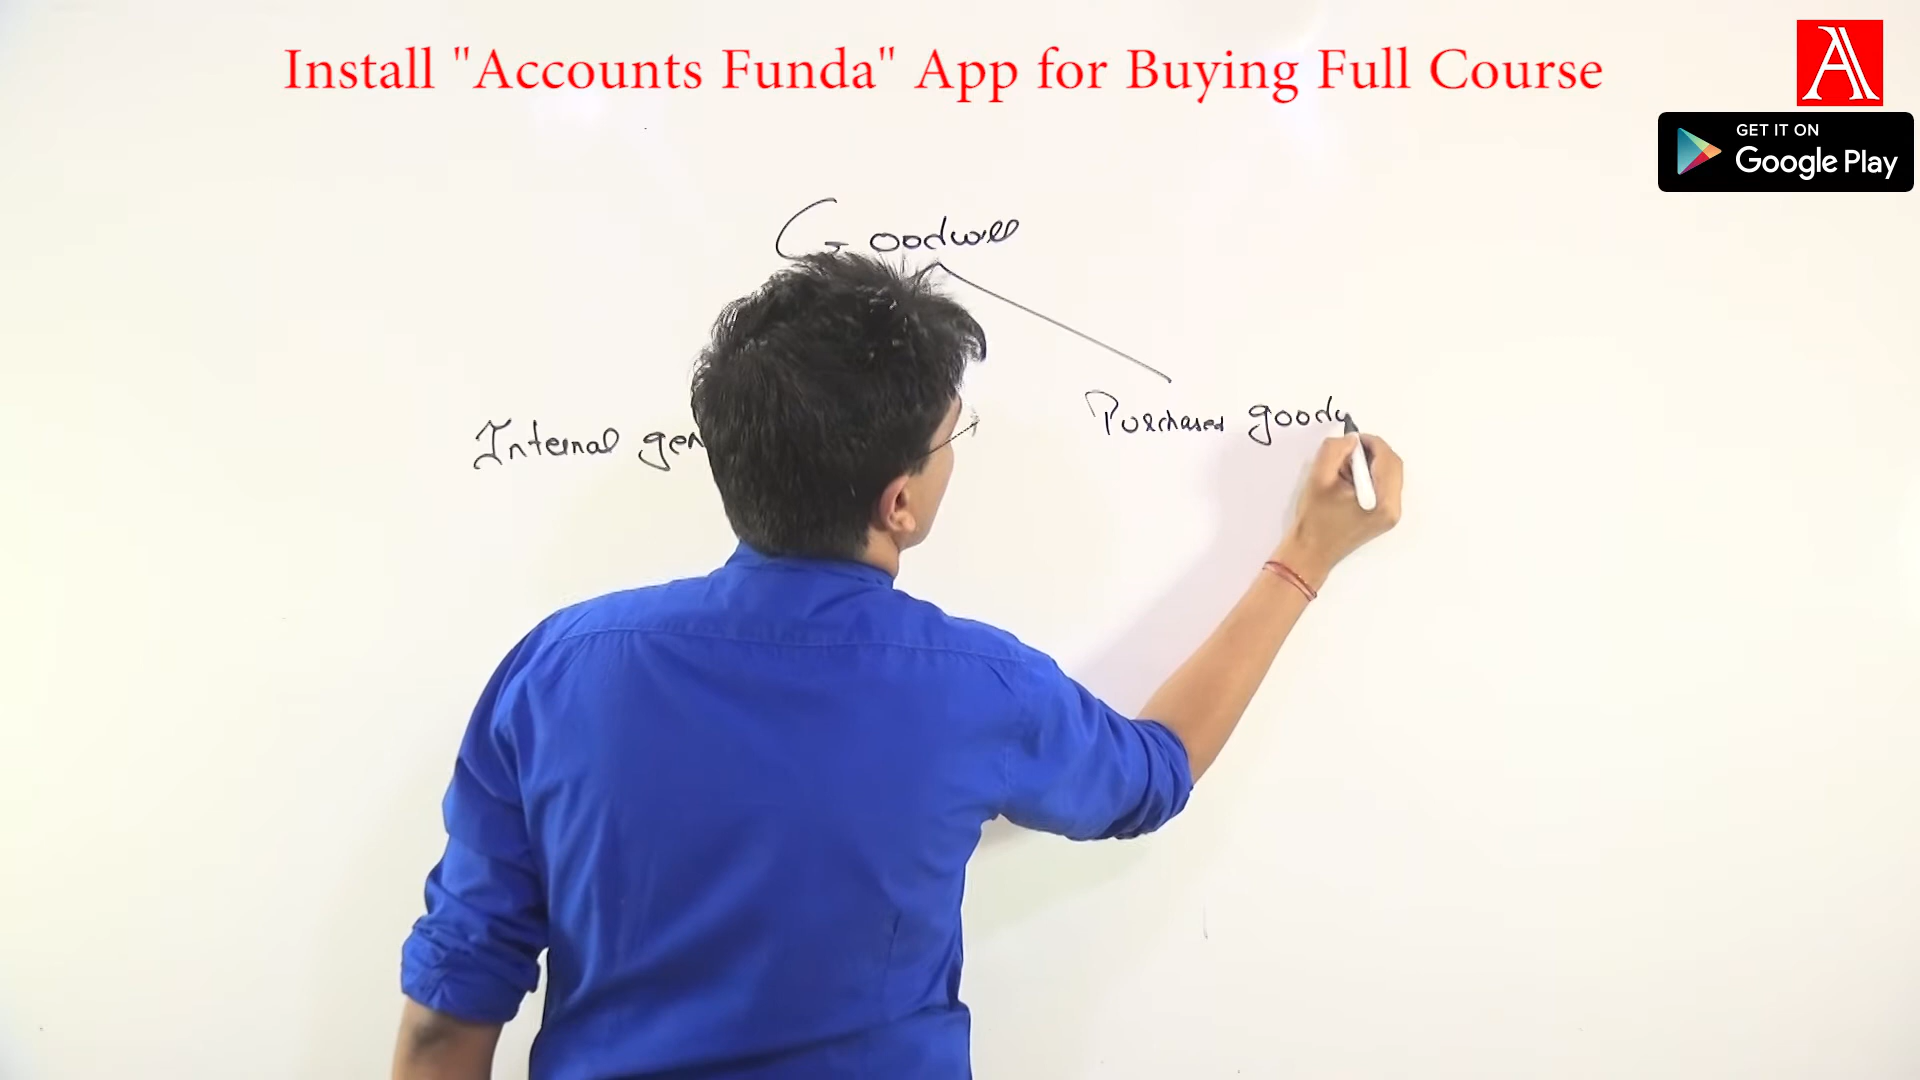 Install "Accounts Funda" App for Buying Full Course
A
GET IT ON
Google Play
Goodwill
Internal gen
Purchased goodw